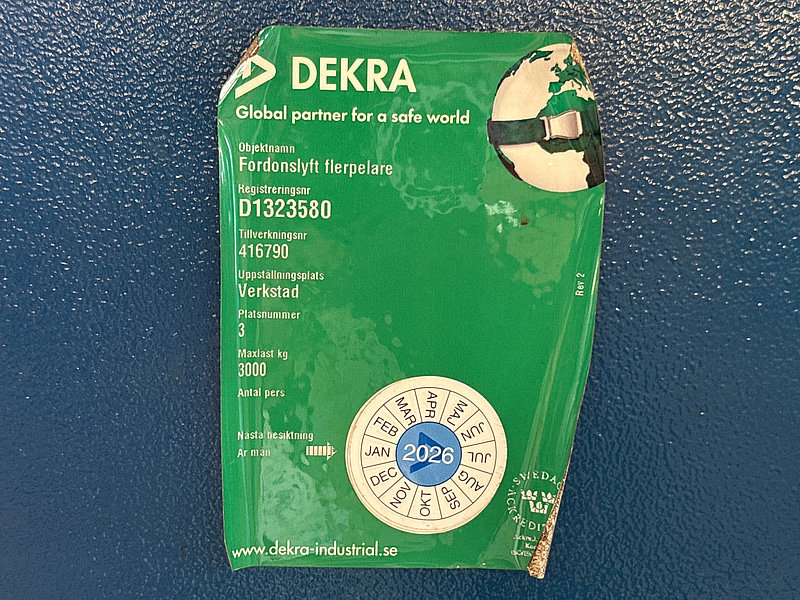 DEKRA
Global partner for a safe world
Objektnamn
Fordonslyft flerpelare
Registreringsnr
D1323580
Tillverkningsnr
416790
Uppställningsplats
Verkstad
Rev 2
Platsnummer
3
Maxlast kg
3000
Antal pers
Nästa besiktning
År mån
JAN
FEB
MAR
APR
MAJ
JUN
JUL
AUG
SEP
OKT
NOV
DEC
2026
SWEDAC
ACKREDIT
www.dekra-industrial.se